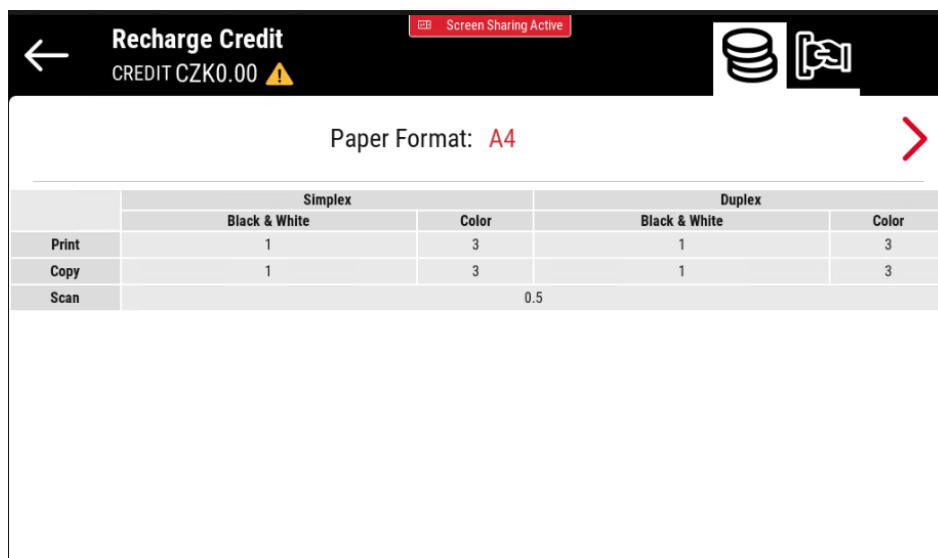 Screen Sharing Active
Recharge Credit
CREDIT CZK0.00
Paper Format: A4
Simplex Duplex
Black & White Color Black & White Color
Print 1 3 1 3
Copy 1 3 1 3
Scan 0.5